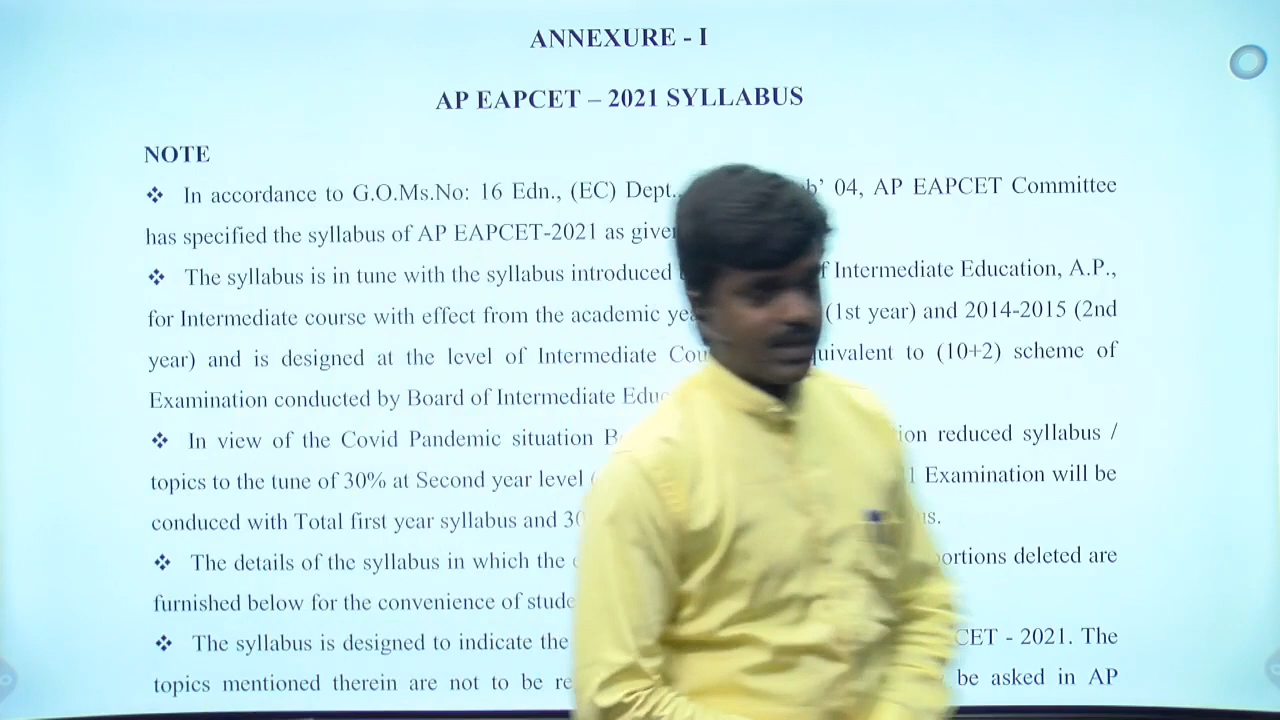 ANNEXURE - I
AP EAPCET – 2021 SYLLABUS
NOTE
❖ In accordance to G.O.Ms.No: 16 Edn., (EC) Dept., 04, AP EAPCET Committee
has specified the syllabus of AP EAPCET-2021 as
❖ The syllabus is in tune with the syllabus introduced Intermediate Education, A.P.,
for Intermediate course with effect from the academic (1st year) and 2014-2015 (2nd
year) and is designed at the level of Intermediate to (10+2) scheme of
Examination conducted by Board of Intermediate
❖ In view of the Covid Pandemic situation reduced syllabus /
topics to the tune of 30% at Second year level Examination will be
conduced with Total first year syllabus and
❖ The details of the syllabus in which the deleted are
furnished below for the convenience of
❖ The syllabus is designed to indicate the - 2021. The
topics mentioned therein are not to be be asked in AP